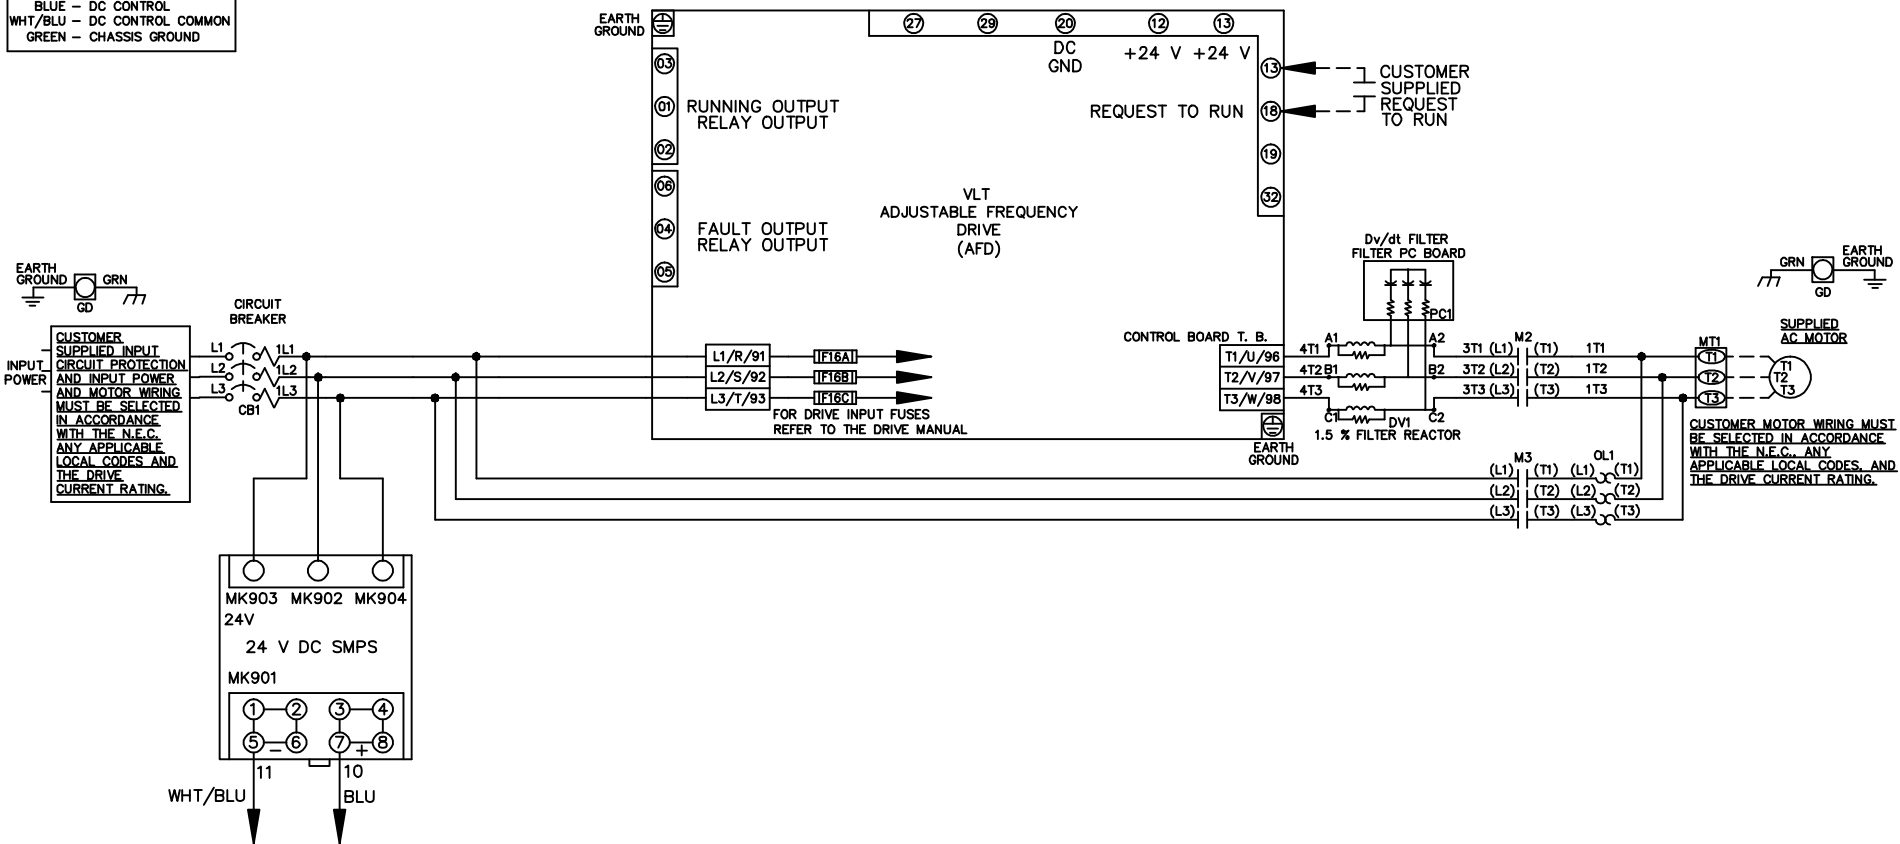 BLUE – DC CONTROL
WHT/BLU – DC CONTROL COMMON
GREEN – CHASSIS GROUND
EARTH
GROUND
27
29
20
12
13
DC
GND
+24 V
+24 V
03
01
02
RUNNING OUTPUT
RELAY OUTPUT
06
04
05
FAULT OUTPUT
RELAY OUTPUT
REQUEST TO RUN
13
18
19
32
CUSTOMER
SUPPLIED
REQUEST
TO RUN
VLT
ADJUSTABLE FREQUENCY
DRIVE
(AFD)
Dv/dt FILTER
FILTER PC BOARD
PC1
EARTH
GROUND
GRN
GD
GRN
EARTH
GROUND
GD
INPUT
POWER
CUSTOMER
SUPPLIED INPUT
CIRCUIT PROTECTION
AND INPUT POWER
AND MOTOR WIRING
MUST BE SELECTED
IN ACCORDANCE
WITH THE N.E.C.
ANY APPLICABLE
LOCAL CODES AND
THE DRIVE
CURRENT RATING.
CIRCUIT
BREAKER
L1
1L1
L2
1L2
L3
1L3
CB1
L1/R/91
L2/S/92
L3/T/93
F16A
F16B
F16C
FOR DRIVE INPUT FUSES
REFER TO THE DRIVE MANUAL
CONTROL BOARD T. B.
T1/U/96
T2/V/97
T3/W/98
EARTH
GROUND
4T1
A1
A2
4T2
B1
B2
4T3
C1
C2
DV1
1.5 % FILTER REACTOR
M2
3T1 (L1) (T1) 1T1
3T2 (L2) (T2) 1T2
3T3 (L3) (T3) 1T3
MT1
T1
T2
T3
SUPPLIED
AC MOTOR
T1
T2
T3
CUSTOMER MOTOR WIRING MUST
BE SELECTED IN ACCORDANCE
WITH THE N.E.C., ANY
APPLICABLE LOCAL CODES, AND
THE DRIVE CURRENT RATING.
M3
OL1
(L1) (T1) (L1) (T1)
(L2) (T2) (L2) (T2)
(L3) (T3) (L3) (T3)
MK903 MK902 MK904
24V
24 V DC SMPS
MK901
1 2 3 4
5 – 6 7 + 8
11
10
WHT/BLU
BLU